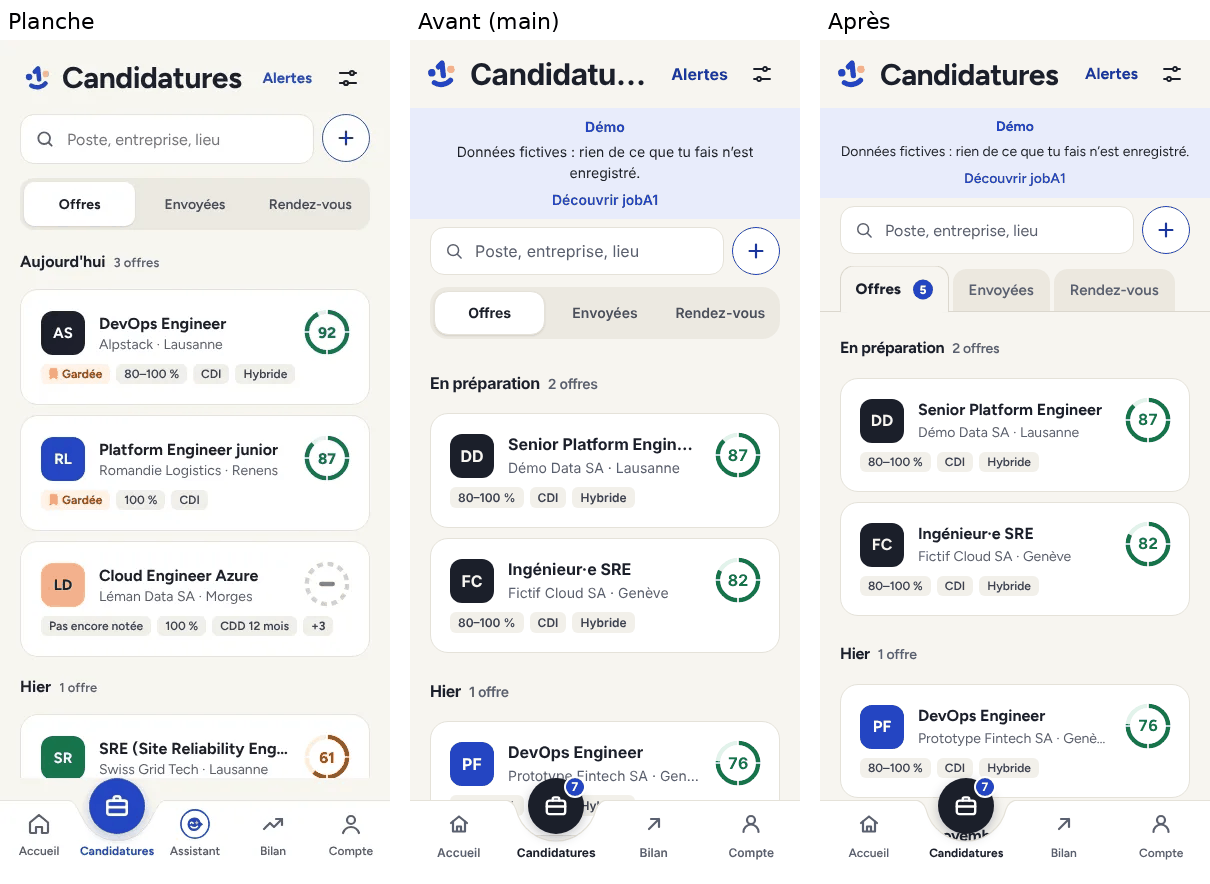 Planche
Candidatures
Alertes
Poste, entreprise, lieu
Offres
Envoyées
Rendez-vous
Aujourd'hui 3 offres
AS
DevOps Engineer
Alpstack · Lausanne
92
Gardée
80–100 %
CDI
Hybride
RL
Platform Engineer junior
Romandie Logistics · Renens
87
Gardée
100 %
CDI
LD
Cloud Engineer Azure
Léman Data SA · Morges
Pas encore notée
100 %
CDD 12 mois
+3
Hier 1 offre
SR
SRE (Site Reliability Eng…
Swiss Grid Tech · Lausanne
61
Accueil
Candidatures
Assistant
Bilan
Compte
Avant (main)
Candidatu…
Alertes
Démo
Données fictives : rien de ce que tu fais n’est
enregistré.
Découvrir jobA1
Poste, entreprise, lieu
Offres
Envoyées
Rendez-vous
En préparation 2 offres
DD
Senior Platform Engin…
Démo Data SA · Lausanne
87
80–100 %
CDI
Hybride
FC
Ingénieur·e SRE
Fictif Cloud SA · Genève
82
80–100 %
CDI
Hybride
Hier 1 offre
PF
DevOps Engineer
Prototype Fintech SA · Gen…
76
7
Accueil
Candidatures
Bilan
Compte
Après
Candidatures
Alertes
Démo
Données fictives : rien de ce que tu fais n’est enregistré.
Découvrir jobA1
Poste, entreprise, lieu
Offres 5
Envoyées
Rendez-vous
En préparation 2 offres
DD
Senior Platform Engineer
Démo Data SA · Lausanne
87
80–100 %
CDI
Hybride
FC
Ingénieur·e SRE
Fictif Cloud SA · Genève
82
80–100 %
CDI
Hybride
Hier 1 offre
PF
DevOps Engineer
Prototype Fintech SA · Genè…
76
80–100 %
CDI
Hybride
7
Accueil
Candidatures
Bilan
Compte